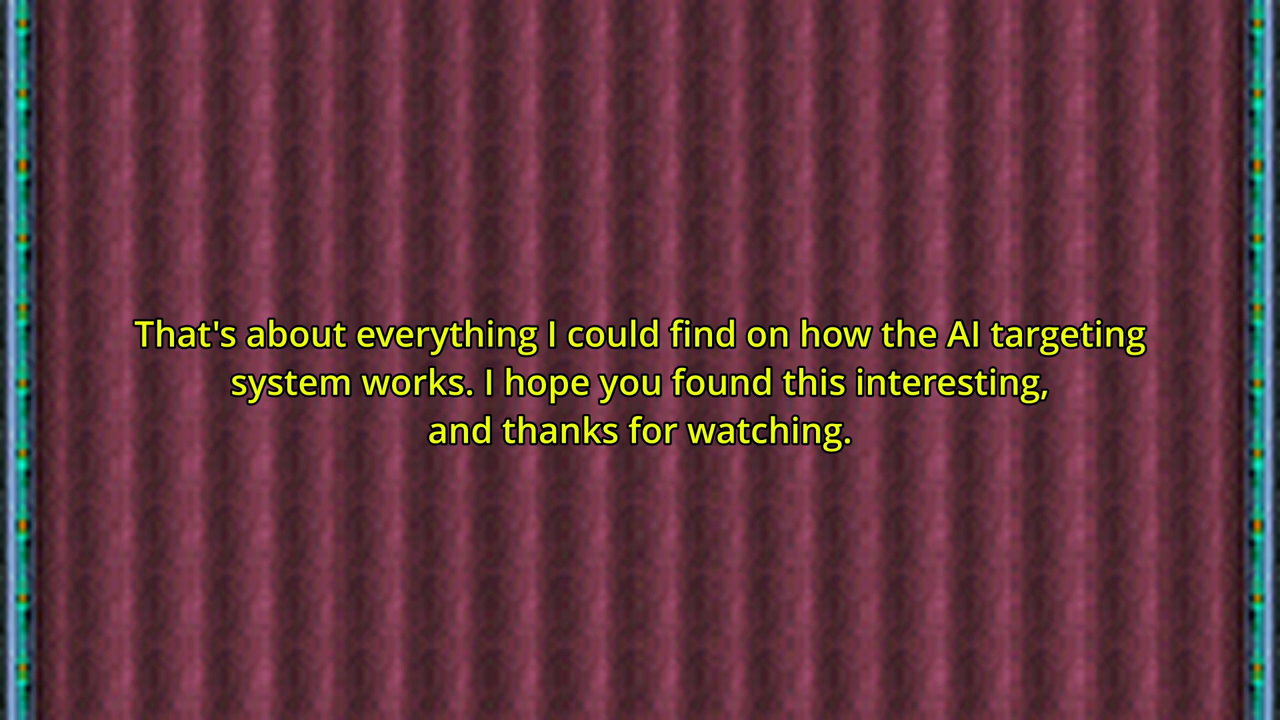 That's about everything I could find on how the AI targeting
system works. I hope you found this interesting,
and thanks for watching.